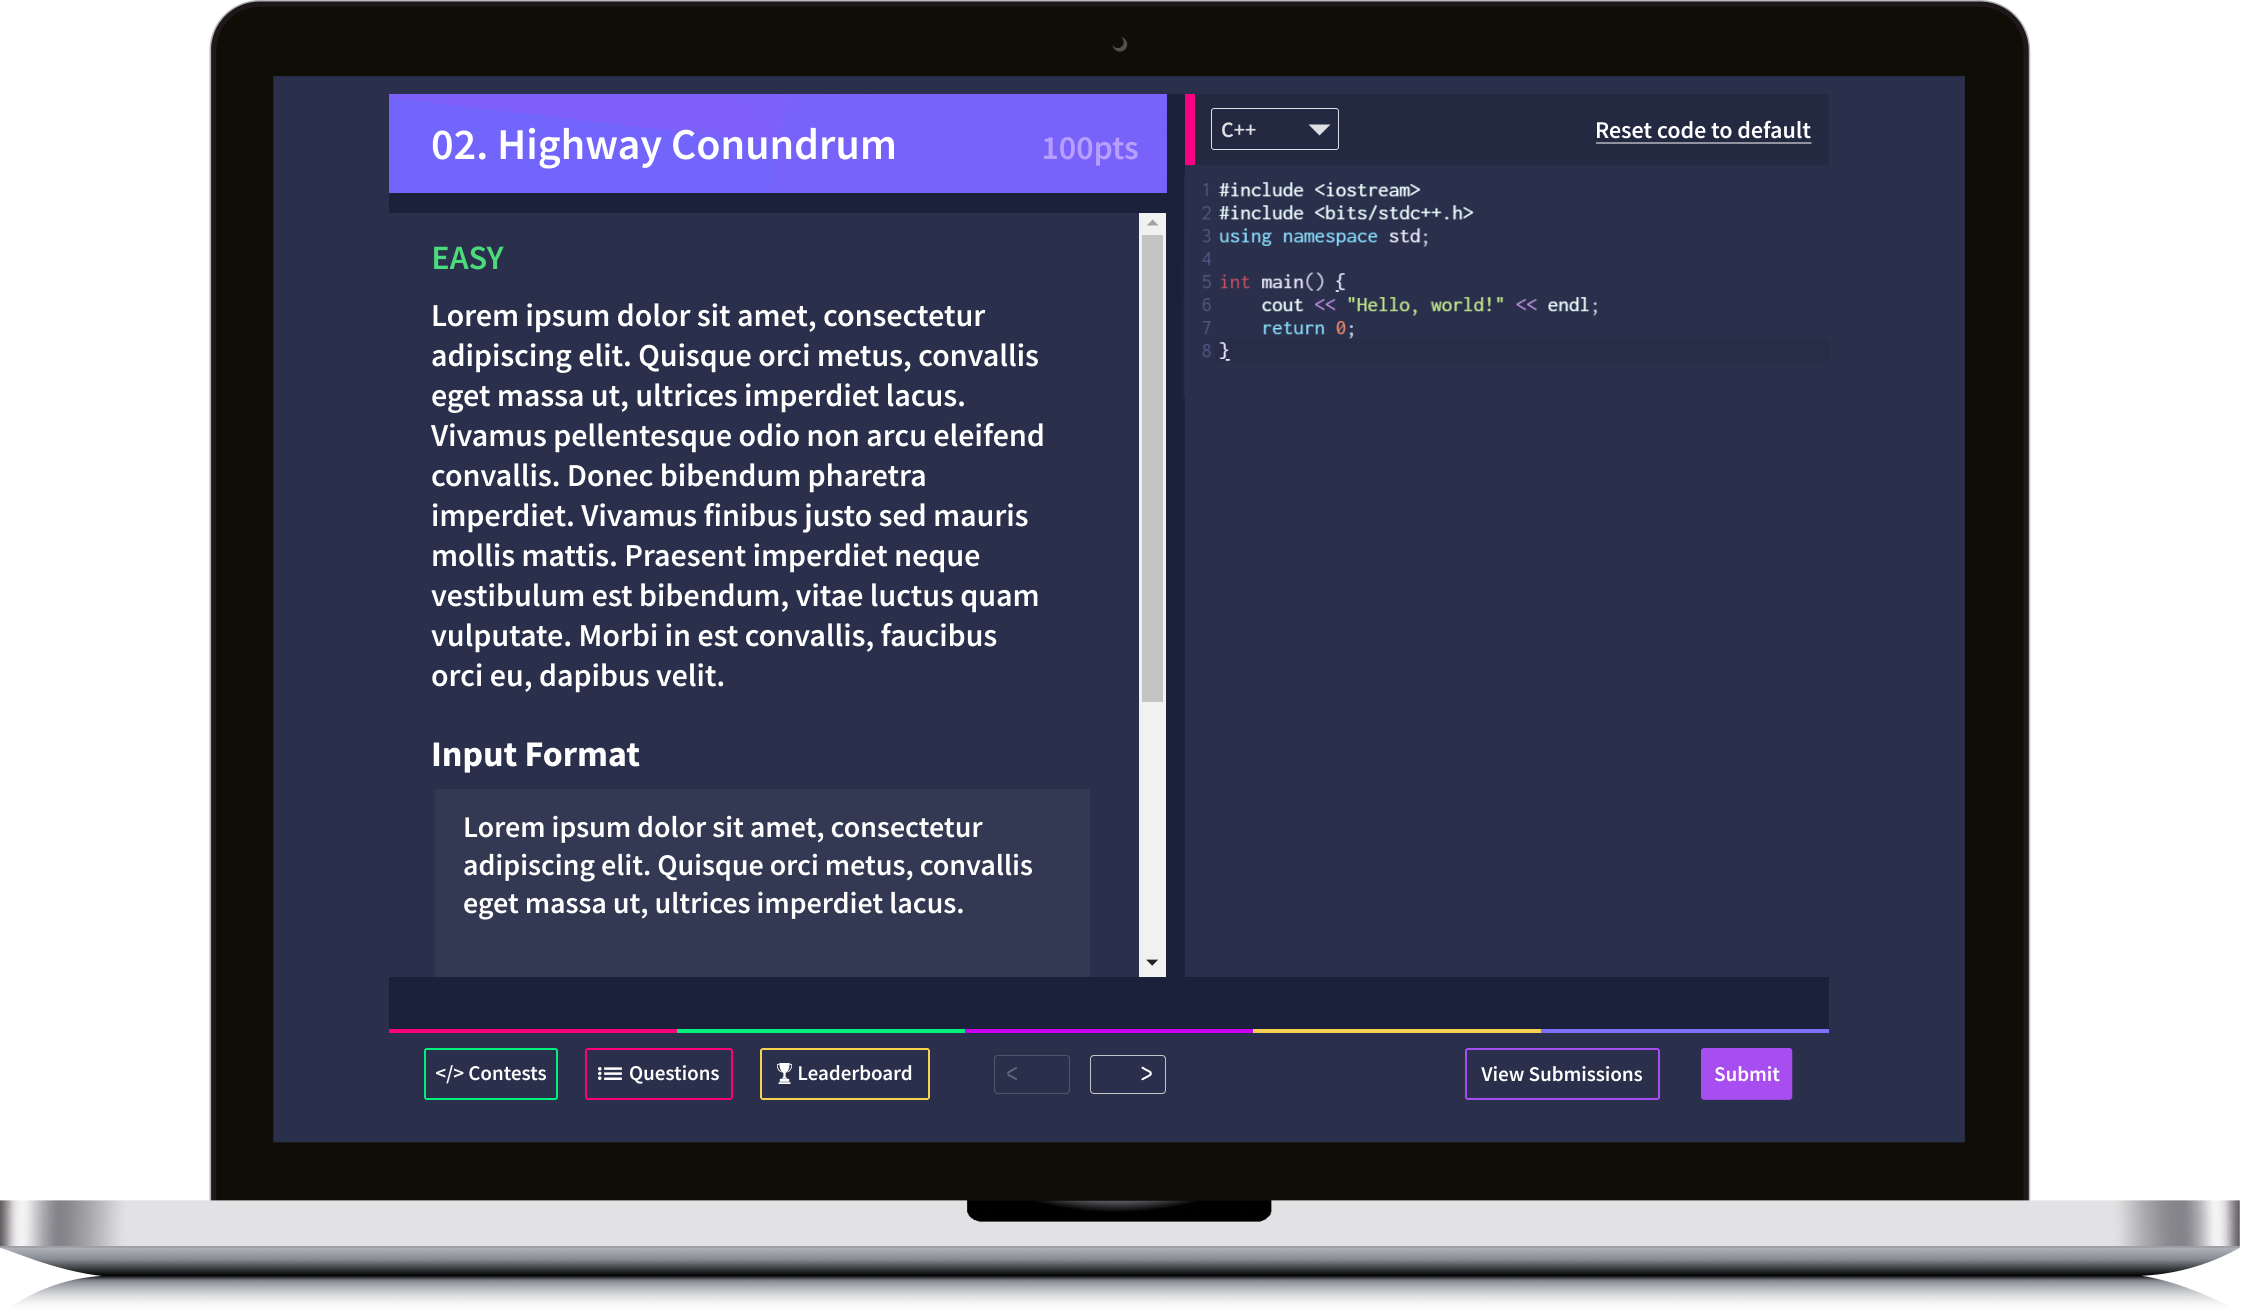 02. Highway Conundrum
100pts
EASY
Lorem ipsum dolor sit amet, consectetur
adipiscing elit. Quisque orci metus, convallis
eget massa ut, ultrices imperdiet lacus.
Vivamus pellentesque odio non arcu eleifend
convallis. Donec bibendum pharetra
imperdiet. Vivamus finibus justo sed mauris
mollis mattis. Praesent imperdiet neque
vestibulum est bibendum, vitae luctus quam
vulputate. Morbi in est convallis, faucibus
orci eu, dapibus velit.
Input Format
Lorem ipsum dolor sit amet, consectetur
adipiscing elit. Quisque orci metus, convallis
eget massa ut, ultrices imperdiet lacus.
C++
Reset code to default
1 #include <iostream>
2 #include <bits/stdc++.h>
3 using namespace std;
4
5 int main() {
6     cout << "Hello, world!" << endl;
7     return 0;
8 }
</> Contests
Questions
Leaderboard
<
>
View Submissions
Submit